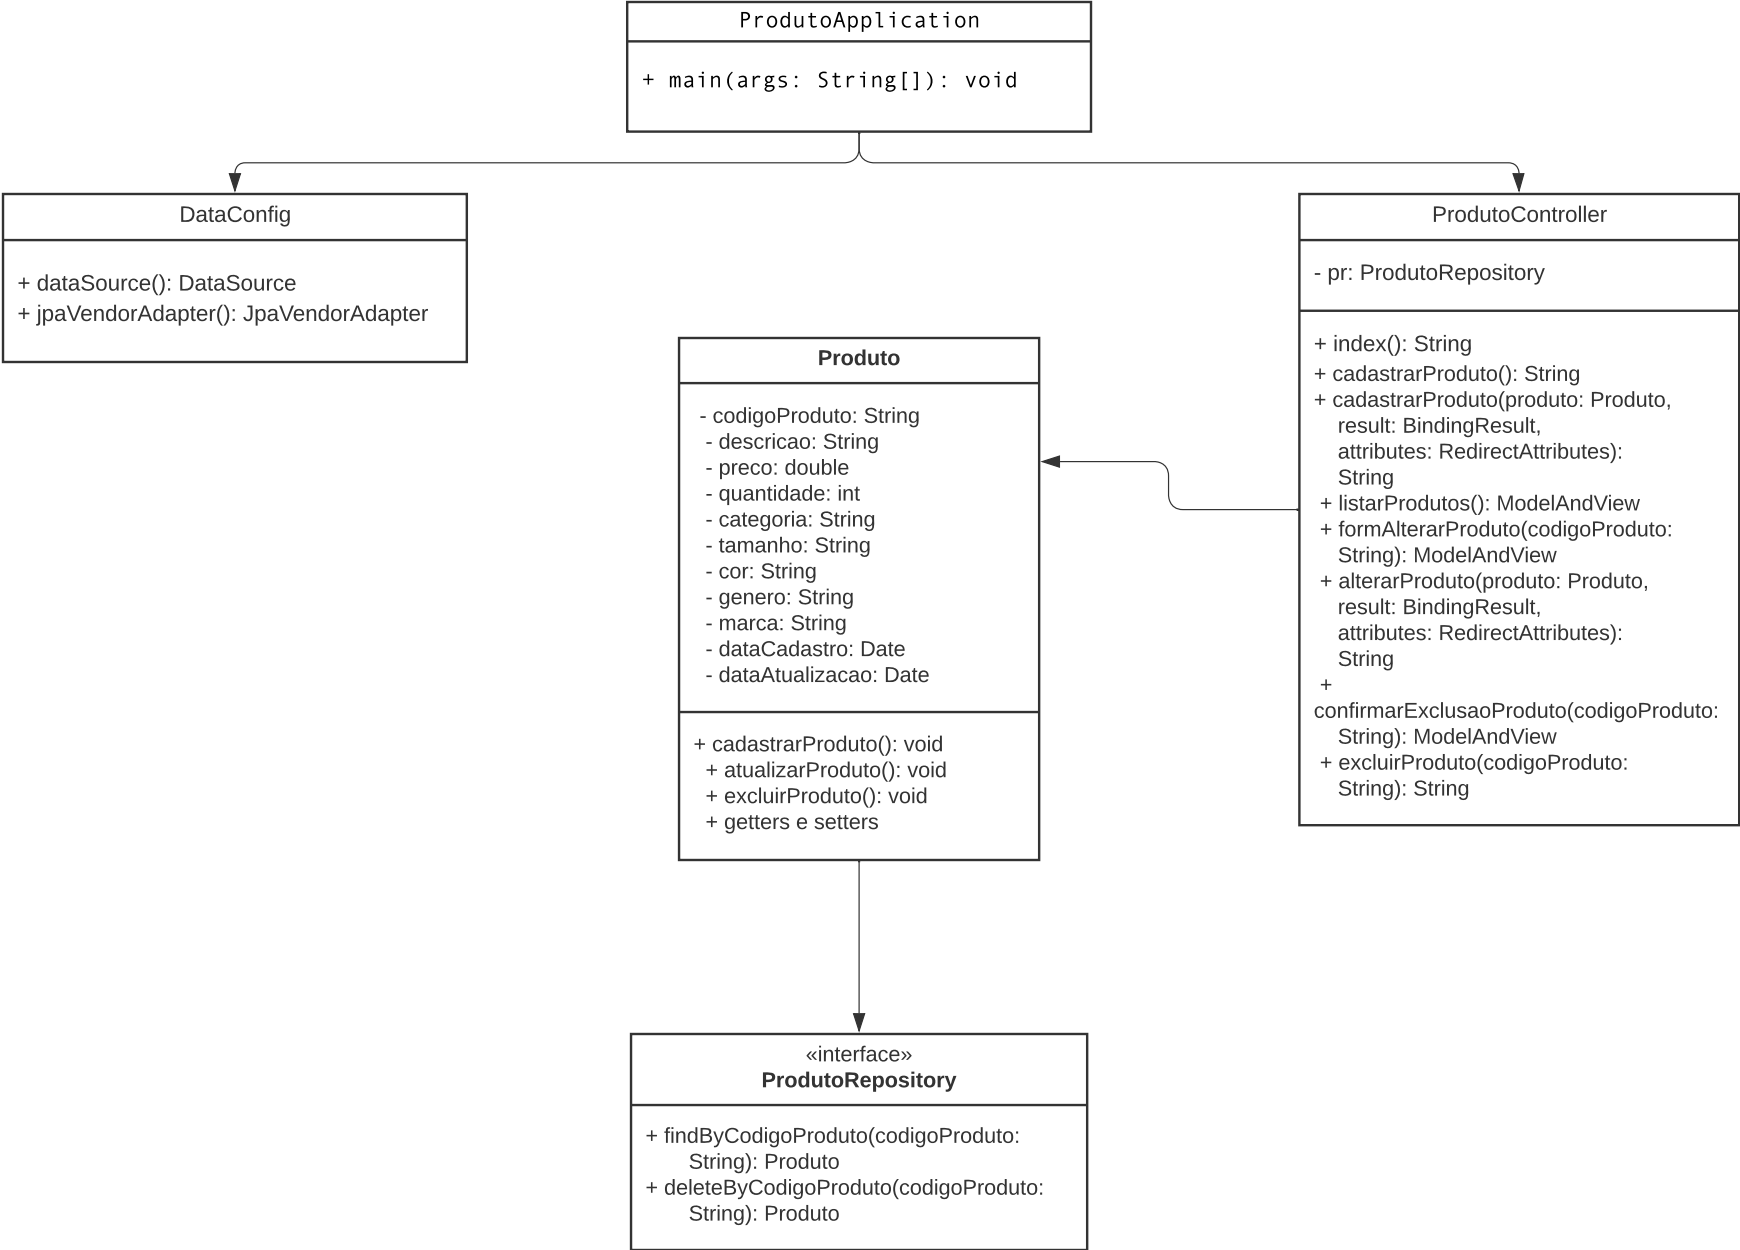 ProdutoApplication
+ main(args: String[]): void
DataConfig
+ dataSource(): DataSource
+ jpaVendorAdapter(): JpaVendorAdapter
ProdutoController
- pr: ProdutoRepository
+ index(): String
+ cadastrarProduto(): String
+ cadastrarProduto(produto: Produto,
result: BindingResult,
attributes: RedirectAttributes):
String
+ listarProdutos(): ModelAndView
+ formAlterarProduto(codigoProduto:
String): ModelAndView
+ alterarProduto(produto: Produto,
result: BindingResult,
attributes: RedirectAttributes):
String
+
confirmarExclusaoProduto(codigoProduto:
String): ModelAndView
+ excluirProduto(codigoProduto:
String): String
Produto
- codigoProduto: String
- descricao: String
- preco: double
- quantidade: int
- categoria: String
- tamanho: String
- cor: String
- genero: String
- marca: String
- dataCadastro: Date
- dataAtualizacao: Date
+ cadastrarProduto(): void
+ atualizarProduto(): void
+ excluirProduto(): void
+ getters e setters
«interface»
ProdutoRepository
+ findByCodigoProduto(codigoProduto:
String): Produto
+ deleteByCodigoProduto(codigoProduto:
String): Produto